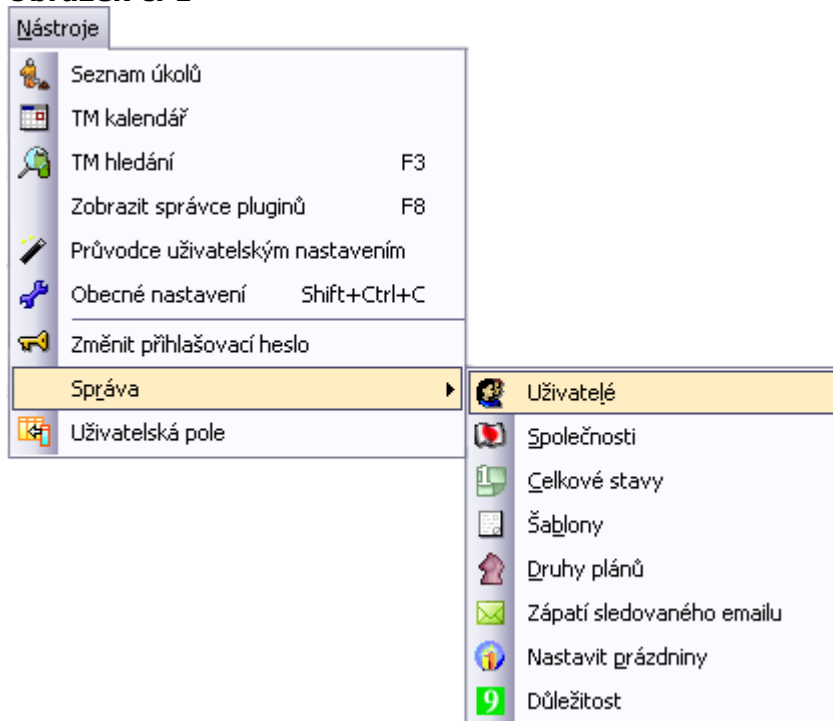 Nástroje
Seznam úkolů
TM kalendář
TM hledání F3
Zobrazit správce pluginů F8
Průvodce uživatelským nastavením
Obecné nastavení Shift+Ctrl+C
Změnit přihlašovací heslo
Správa
Uživatelská pole
Uživatelé
Společnosti
Celkové stavy
Šablony
Druhy plánů
Zápatí sledovaného emailu
Nastavit prázdniny
9 Důležitost